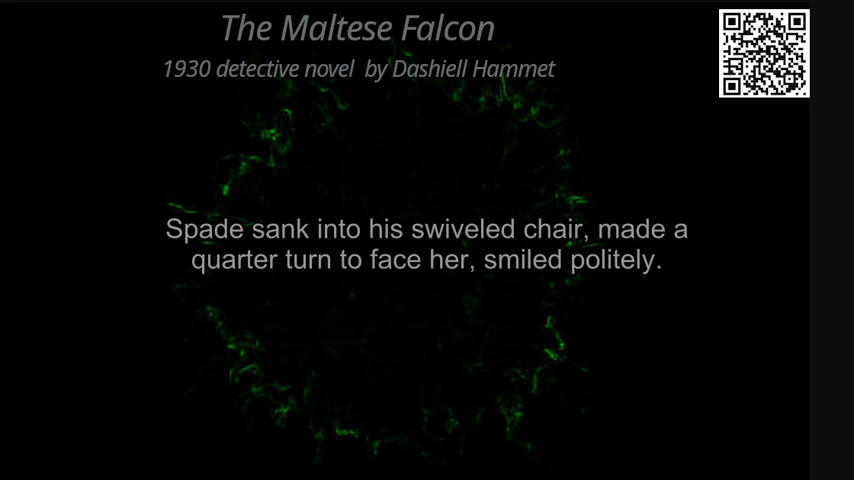 The Maltese Falcon
1930 detective novel by Dashiell Hammet
Spade sank into his swiveled chair, made a
quarter turn to face her, smiled politely.